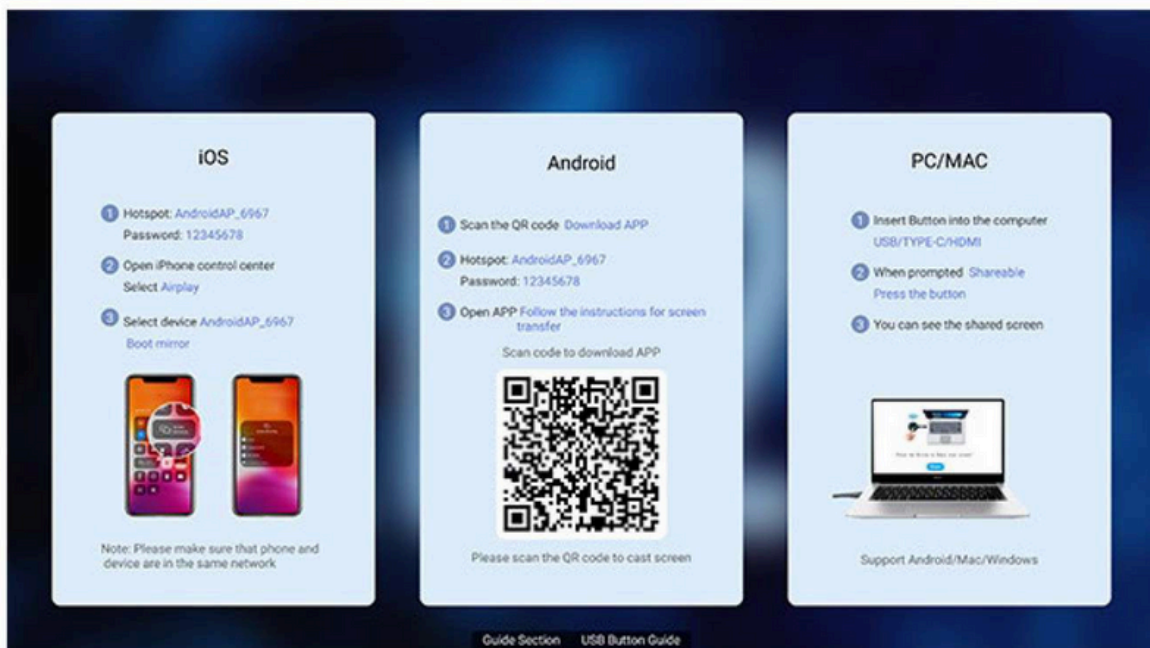 iOS
1 Hotspot: AndroidAP_6967
Password: 12345678
2 Open iPhone control center
Select Airplay
3 Select device AndroidAP_6967
Boot mirror
Note: Please make sure that phone and
device are in the same network
Android
1 Scan the QR code Download APP
2 Hotspot: AndroidAP_6967
Password: 12345678
3 Open APP Follow the instructions for screen
transfer
Scan code to download APP
Please scan the QR code to cast screen
PC/MAC
1 Insert Button into the computer
USB/TYPE-C/HDMI
2 When prompted Shareable
Press the button
3 You can see the shared screen
Support Android/Mac/Windows
Guide Section USB Button Guide